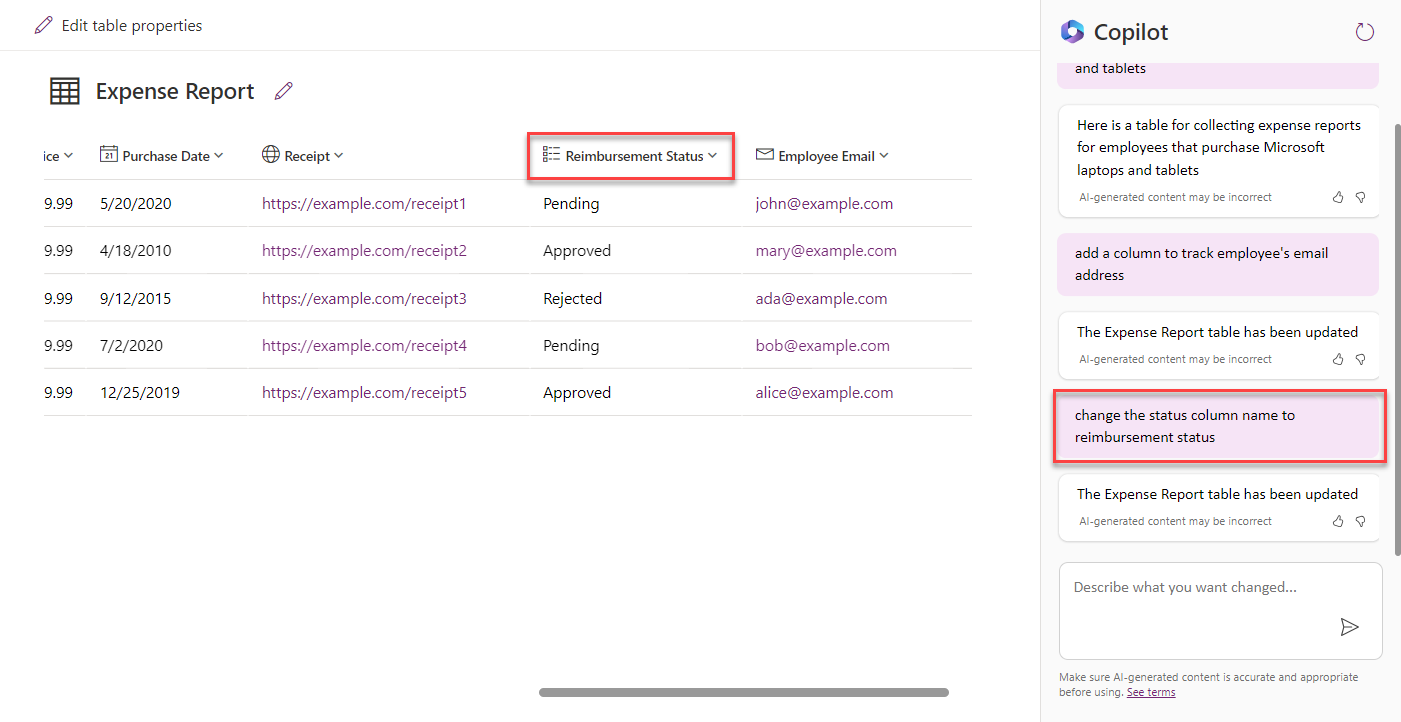 Edit table properties
Expense Report
ice Purchase Date Receipt Reimbursement Status Employee Email
9.99 5/20/2020 https://example.com/receipt1 Pending john@example.com
9.99 4/18/2010 https://example.com/receipt2 Approved mary@example.com
9.99 9/12/2015 https://example.com/receipt3 Rejected ada@example.com
9.99 7/2/2020 https://example.com/receipt4 Pending bob@example.com
9.99 12/25/2019 https://example.com/receipt5 Approved alice@example.com
Copilot
and tablets
Here is a table for collecting expense reports
for employees that purchase Microsoft
laptops and tablets
AI-generated content may be incorrect
add a column to track employee's email
address
The Expense Report table has been updated
AI-generated content may be incorrect
change the status column name to
reimbursement status
The Expense Report table has been updated
AI-generated content may be incorrect
Describe what you want changed...
Make sure AI-generated content is accurate and appropriate
before using. See terms